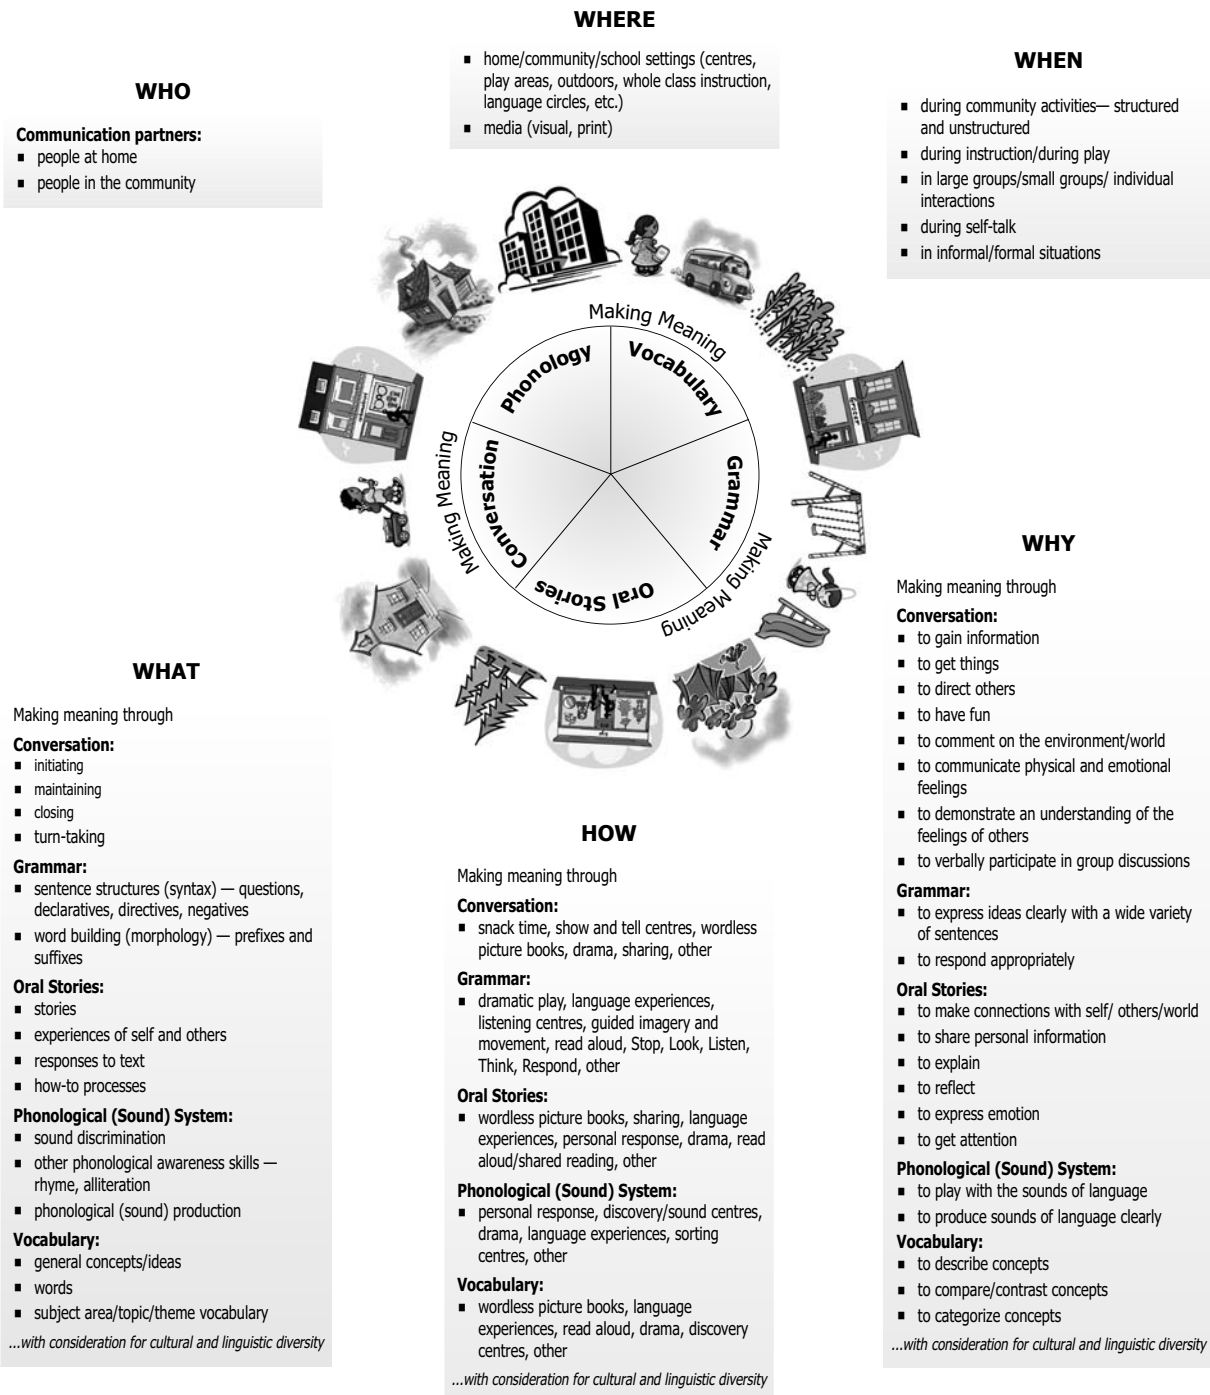 WHO
Communication partners:
▪ people at home
▪ people in the community
WHERE
▪ home/community/school settings (centres,
play areas, outdoors, whole class instruction,
language circles, etc.)
▪ media (visual, print)
WHEN
▪ during community activities— structured
and unstructured
▪ during instruction/during play
▪ in large groups/small groups/ individual
interactions
▪ during self-talk
▪ in informal/formal situations
Making Meaning
Phonology
Vocabulary
Grocer
Making Meaning
Conversation
Grammar
Making Meaning
Oral Stories
WHAT
Making meaning through
Conversation:
▪ initiating
▪ maintaining
▪ closing
▪ turn-taking
Grammar:
▪ sentence structures (syntax) — questions,
declaratives, directives, negatives
▪ word building (morphology) — prefixes and
suffixes
Oral Stories:
▪ stories
▪ experiences of self and others
▪ responses to text
▪ how-to processes
Phonological (Sound) System:
▪ sound discrimination
▪ other phonological awareness skills —
rhyme, alliteration
▪ phonological (sound) production
Vocabulary:
▪ general concepts/ideas
▪ words
▪ subject area/topic/theme vocabulary
...with consideration for cultural and linguistic diversity
HOW
Making meaning through
Conversation:
▪ snack time, show and tell centres, wordless
picture books, drama, sharing, other
Grammar:
▪ dramatic play, language experiences,
listening centres, guided imagery and
movement, read aloud, Stop, Look, Listen,
Think, Respond, other
Oral Stories:
▪ wordless picture books, sharing, language
experiences, personal response, drama, read
aloud/shared reading, other
Phonological (Sound) System:
▪ personal response, discovery/sound centres,
drama, language experiences, sorting
centres, other
Vocabulary:
▪ wordless picture books, language
experiences, read aloud, drama, discovery
centres, other
...with consideration for cultural and linguistic diversity
WHY
Making meaning through
Conversation:
▪ to gain information
▪ to get things
▪ to direct others
▪ to have fun
▪ to comment on the environment/world
▪ to communicate physical and emotional
feelings
▪ to demonstrate an understanding of the
feelings of others
▪ to verbally participate in group discussions
Grammar:
▪ to express ideas clearly with a wide variety
of sentences
▪ to respond appropriately
Oral Stories:
▪ to make connections with self/ others/world
▪ to share personal information
▪ to explain
▪ to reflect
▪ to express emotion
▪ to get attention
Phonological (Sound) System:
▪ to play with the sounds of language
▪ to produce sounds of language clearly
Vocabulary:
▪ to describe concepts
▪ to compare/contrast concepts
▪ to categorize concepts
...with consideration for cultural and linguistic diversity